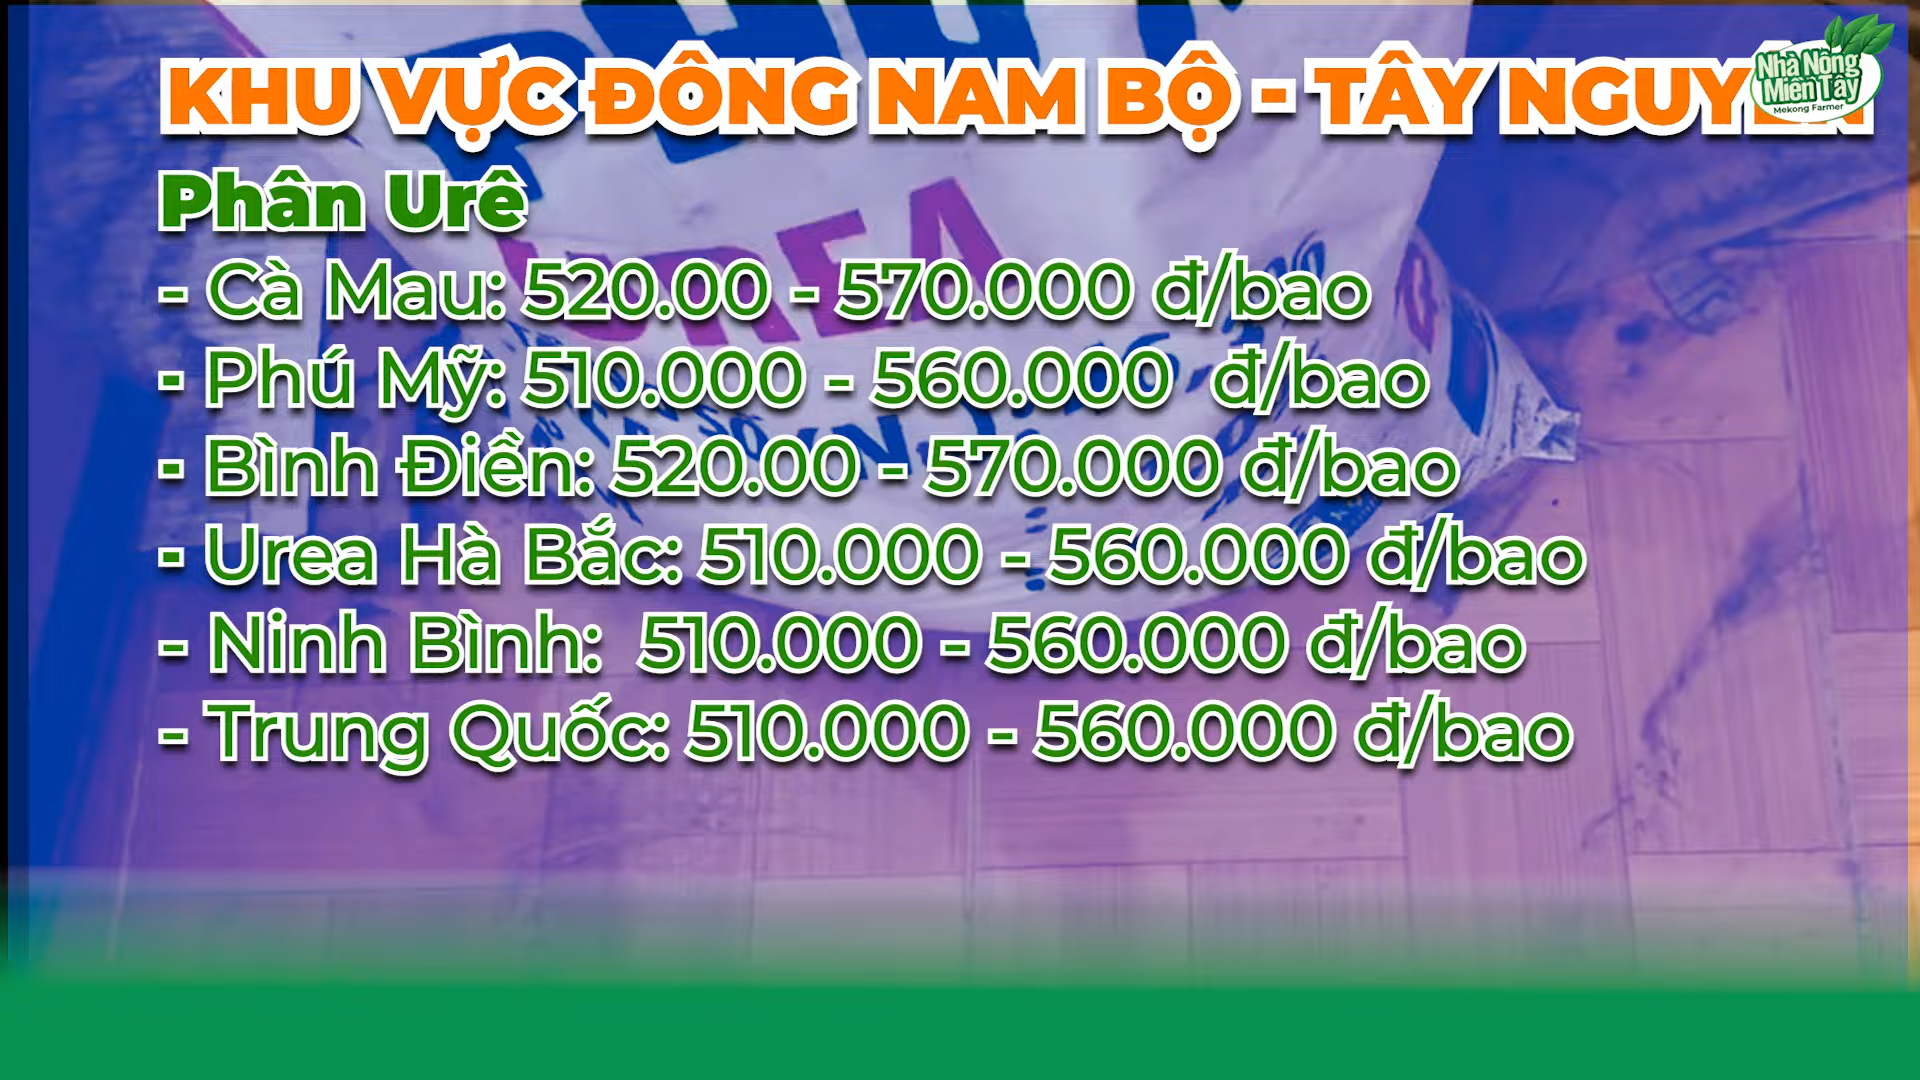 KHU VỰC ĐÔNG NAM BỘ - TÂY NGUYÊN
Nhà Nông
Miền Tây
Mekong Farmer
Phân Urê
- Cà Mau: 520.00 - 570.000 đ/bao
- Phú Mỹ: 510.000 - 560.000 đ/bao
- Bình Điền: 520.00 - 570.000 đ/bao
- Urea Hà Bắc: 510.000 - 560.000 đ/bao
- Ninh Bình: 510.000 - 560.000 đ/bao
- Trung Quốc: 510.000 - 560.000 đ/bao
UREA